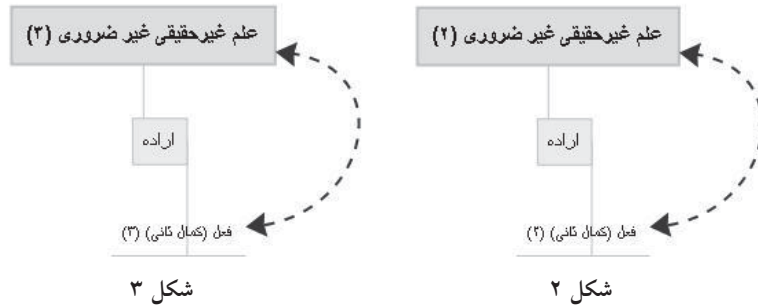 علم غیرحقیقی غیر ضروری (۲)
اراده
فعل (کمال ثانی) (۲)
شکل ۲
علم غیرحقیقی غیر ضروری (۳)
اراده
فعل (کمال ثانی) (۳)
شکل ۳